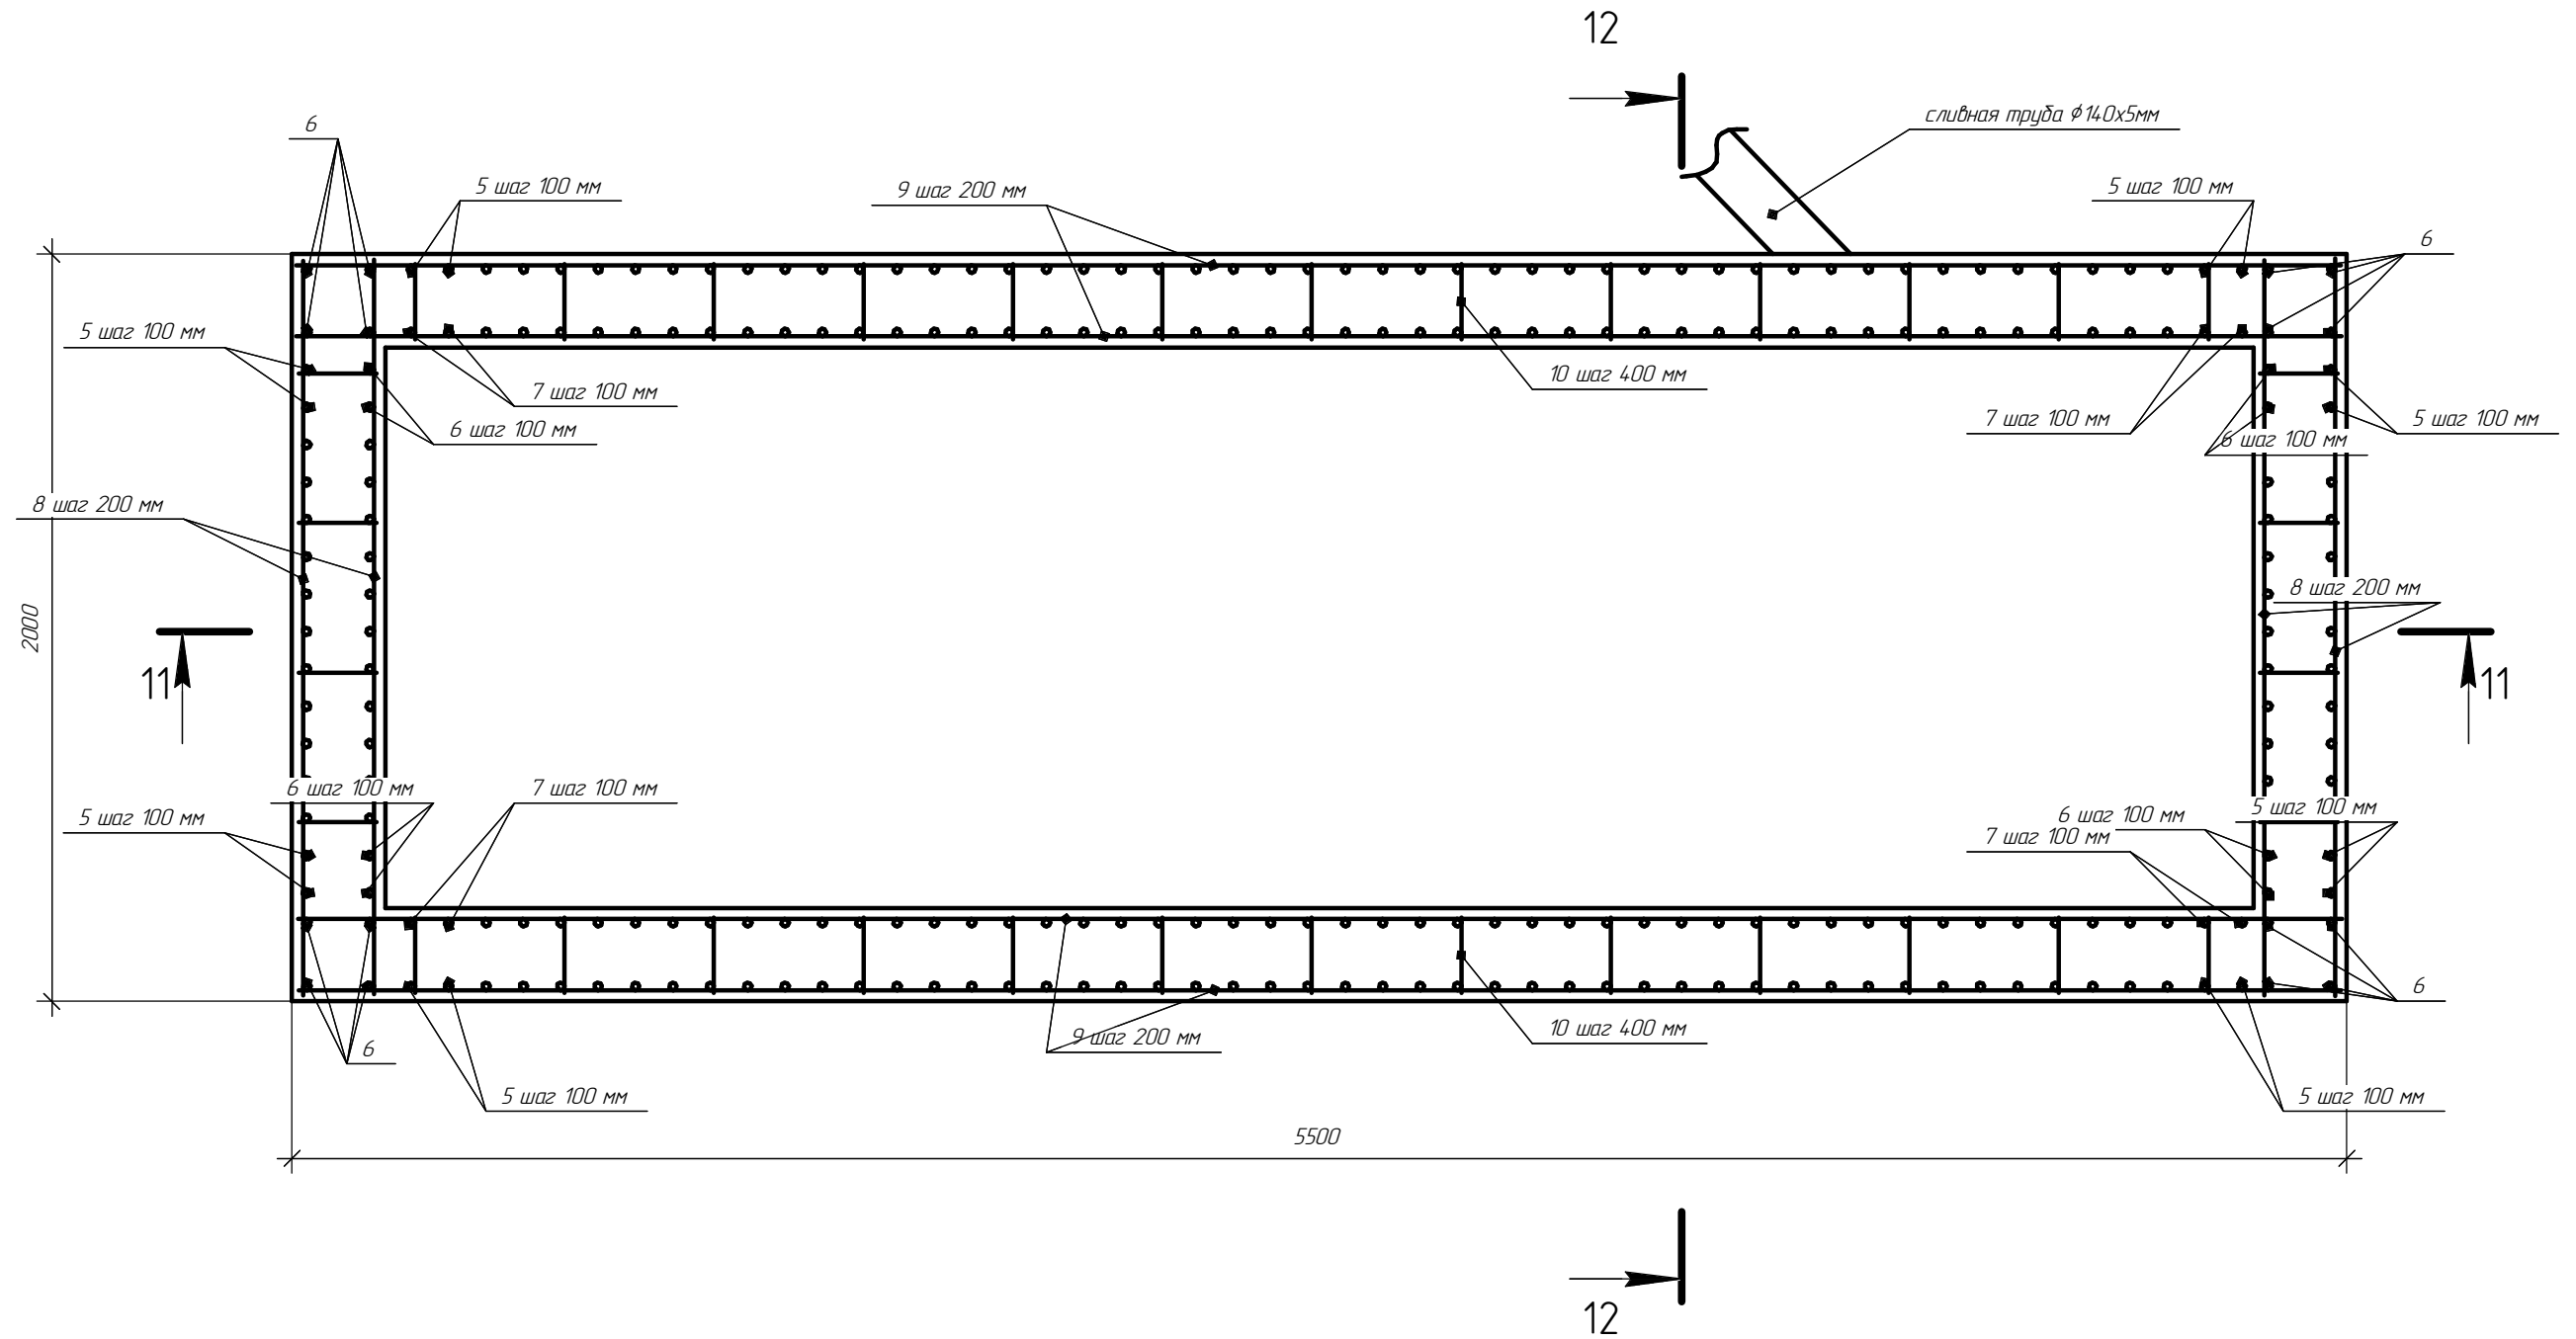 12
сливная труба ϕ140х5мм
6
5 шаг 100 мм
9 шаг 200 мм
5 шаг 100 мм
6
5 шаг 100 мм
10 шаг 400 мм
7 шаг 100 мм
7 шаг 100 мм
5 шаг 100 мм
6 шаг 100 мм
6 шаг 100 мм
8 шаг 200 мм
8 шаг 200 мм
2000
11
11
6 шаг 100 мм
7 шаг 100 мм
5 шаг 100 мм
5 шаг 100 мм
6 шаг 100 мм
7 шаг 100 мм
6
6
9 шаг 200 мм
10 шаг 400 мм
5 шаг 100 мм
5 шаг 100 мм
5500
12